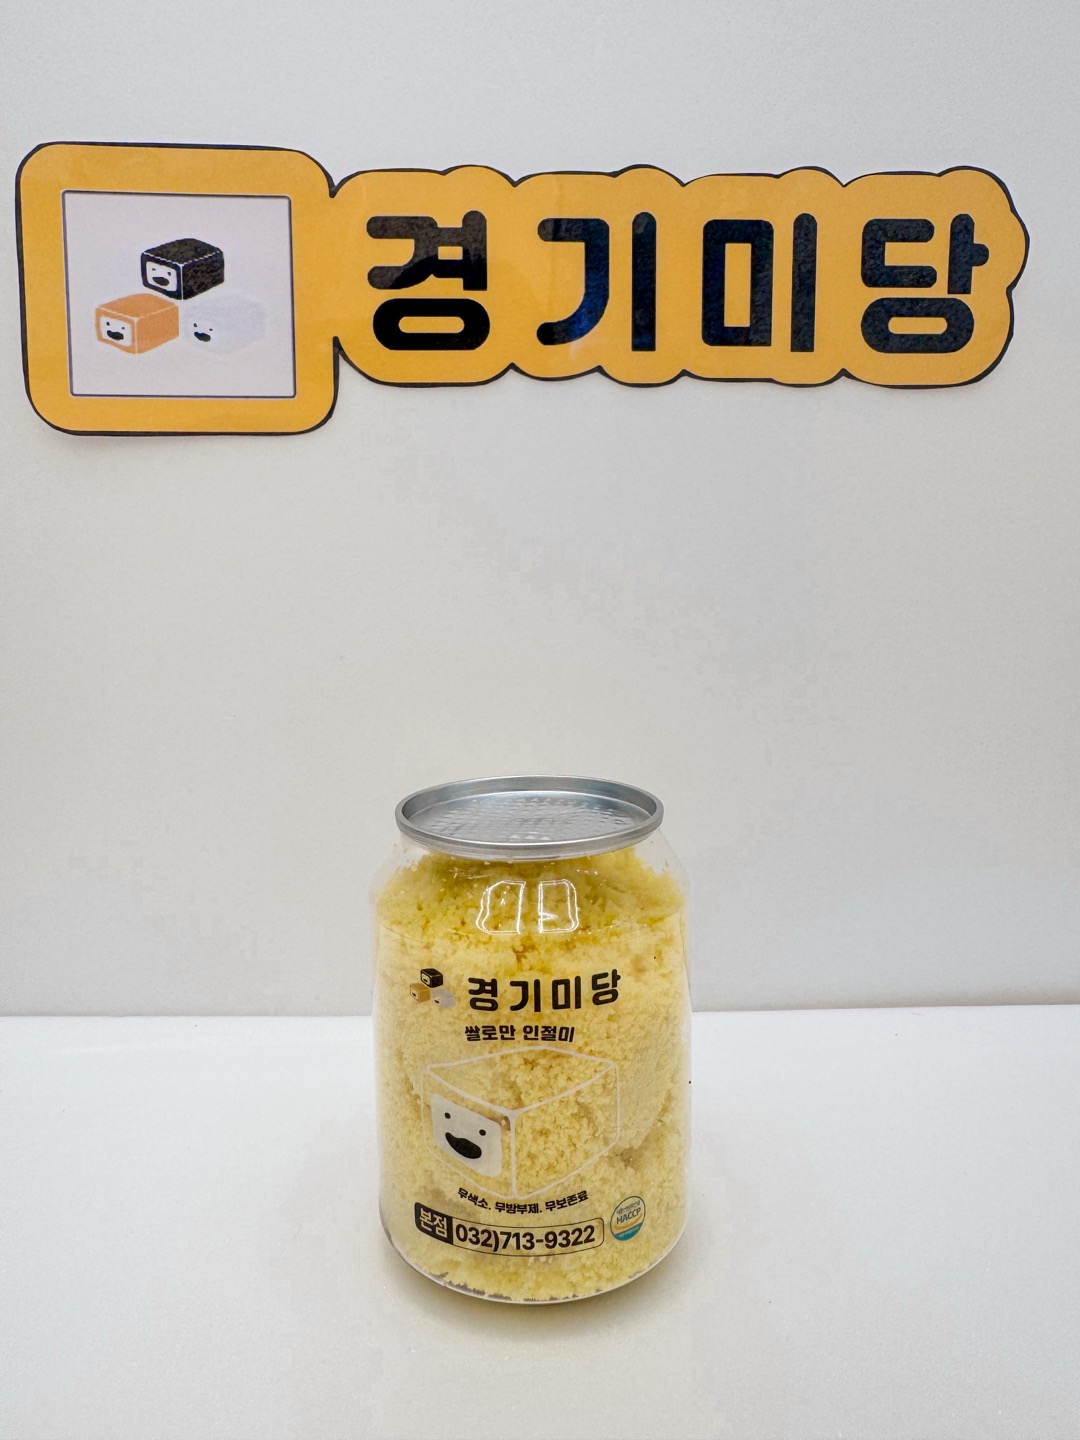 경기미당
경기미당
쌀로만 인절미
무색소. 무방부제. 무보존료
본점 032)713-9322
HACCP